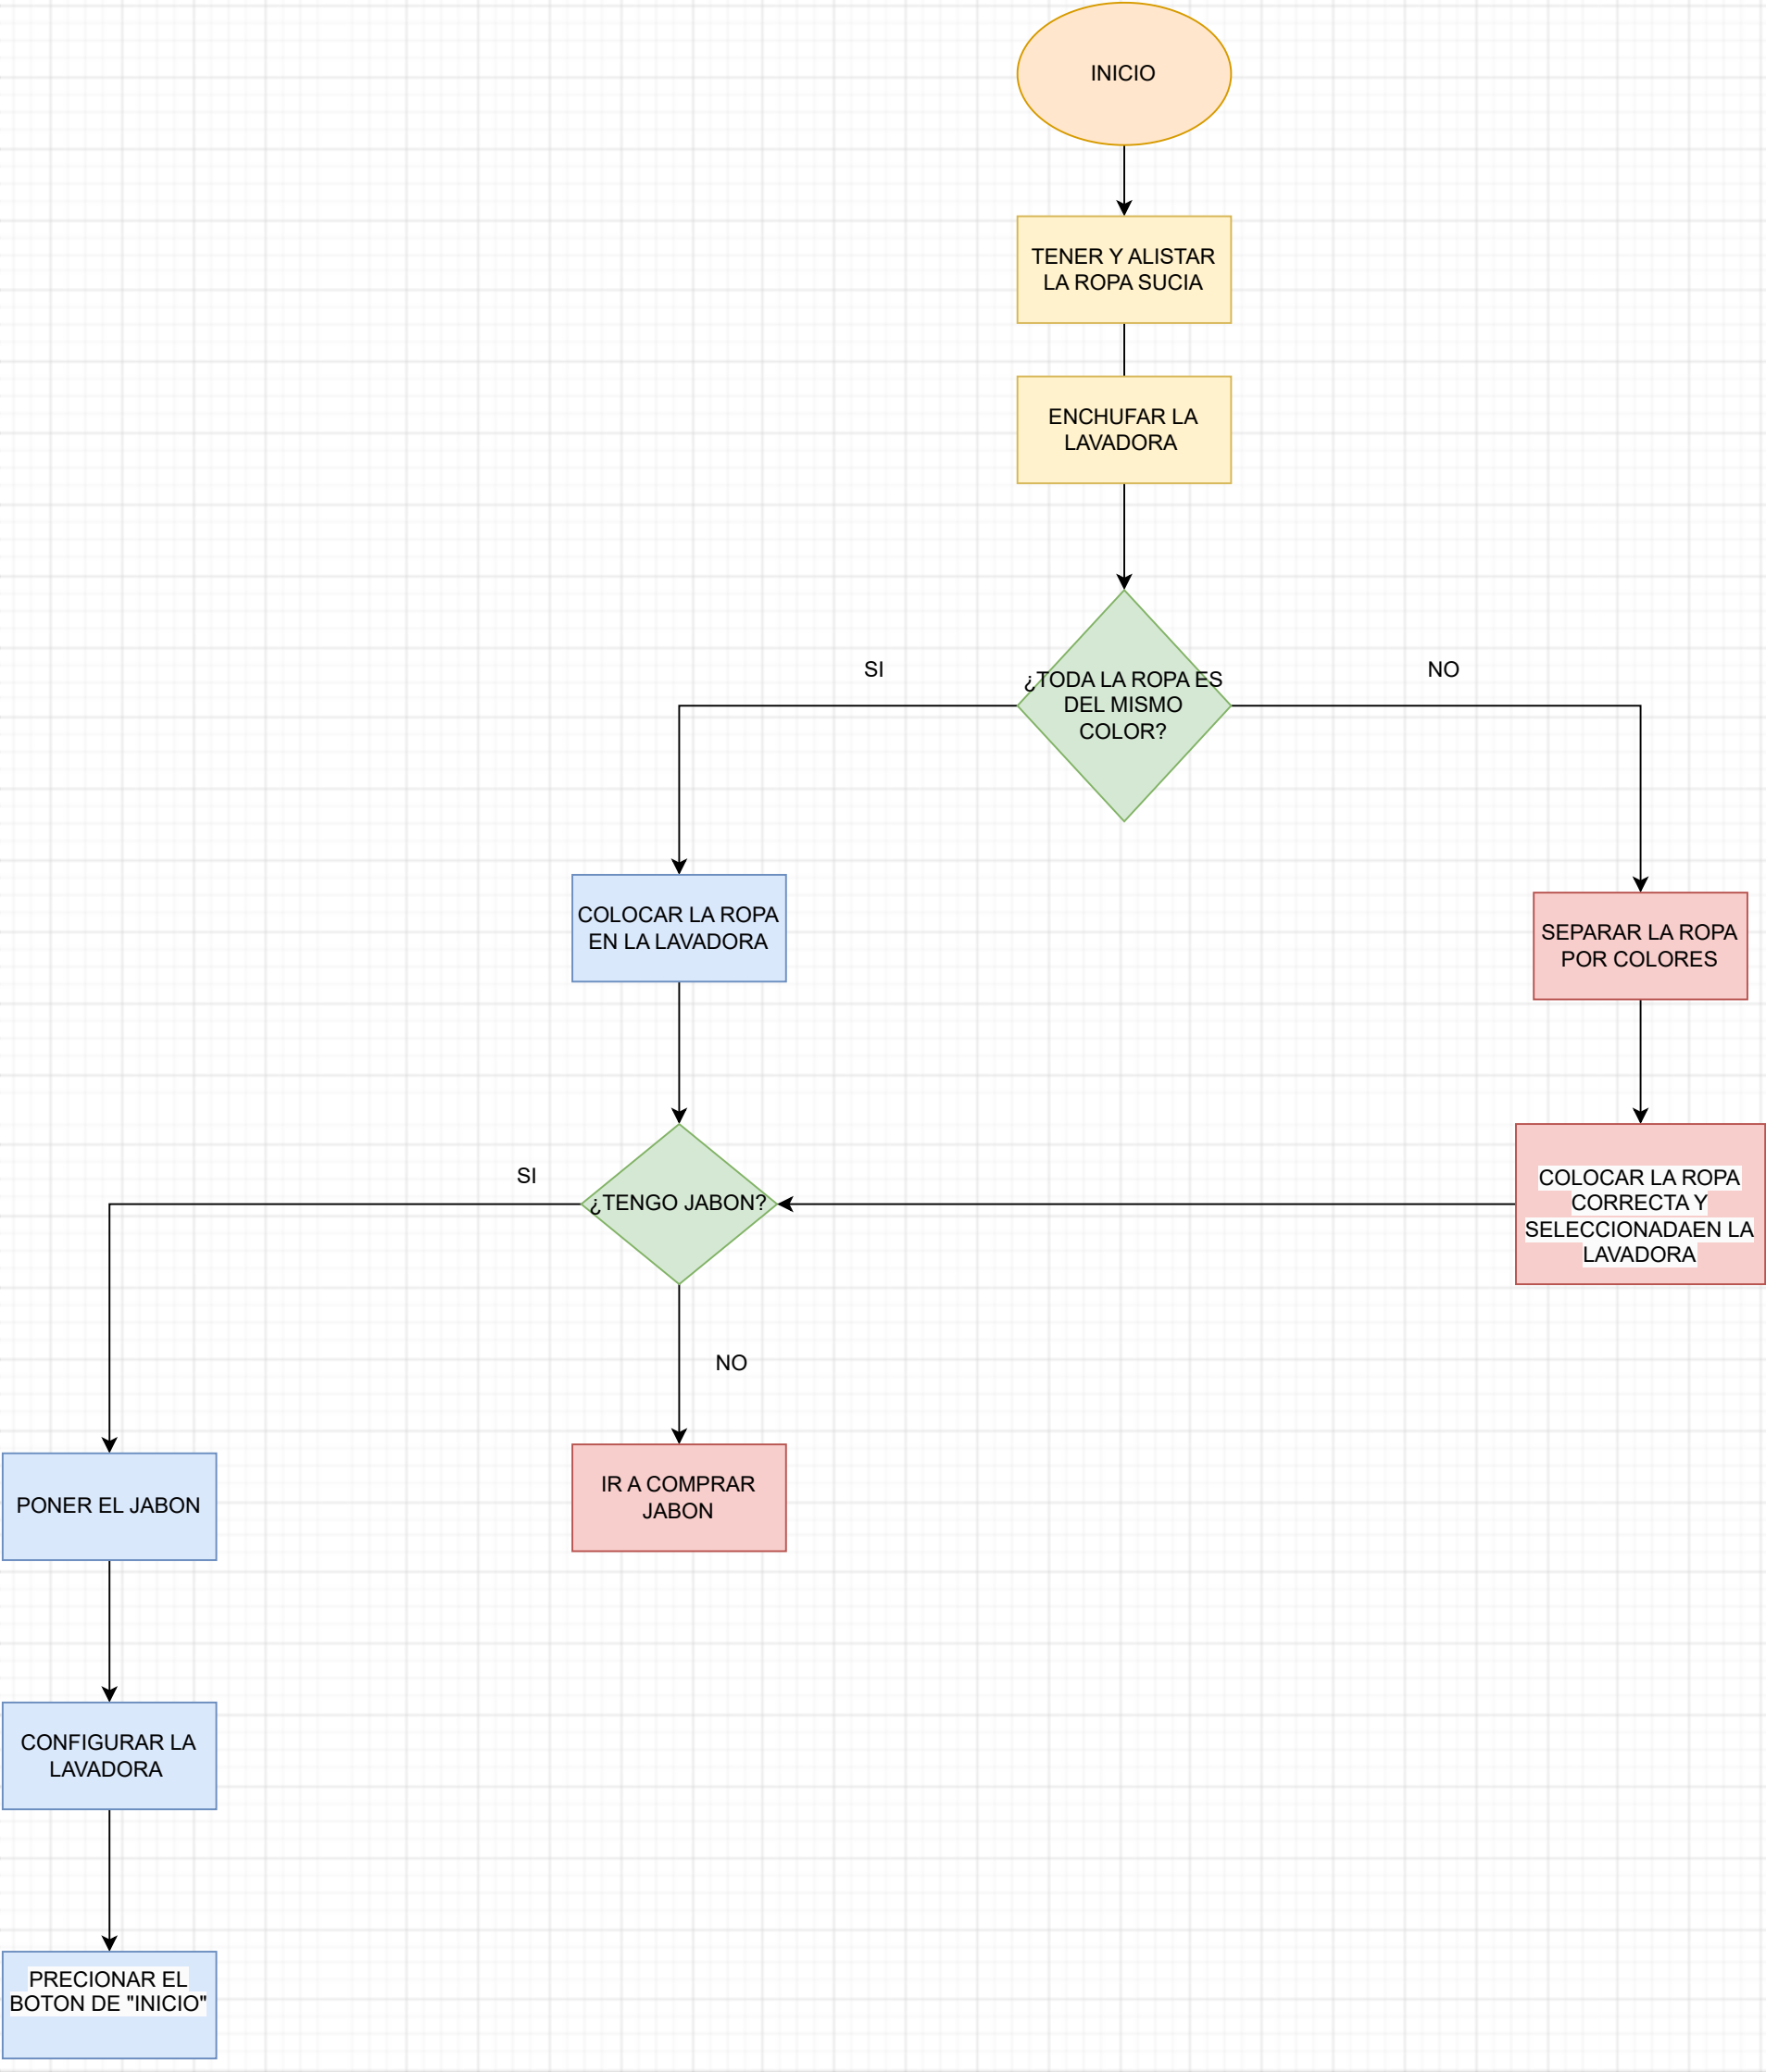 INICIO
TENER Y ALISTAR
LA ROPA SUCIA
ENCHUFAR LA
LAVADORA
SI
¿TODA LA ROPA ES
DEL MISMO
COLOR?
NO
COLOCAR LA ROPA
EN LA LAVADORA
SEPARAR LA ROPA
POR COLORES
SI
¿TENGO JABON?
COLOCAR LA ROPA
CORRECTA Y
SELECCIONADAEN LA
LAVADORA
NO
PONER EL JABON
IR A COMPRAR
JABON
CONFIGURAR LA
LAVADORA
PRECIONAR EL
BOTON DE "INICIO"